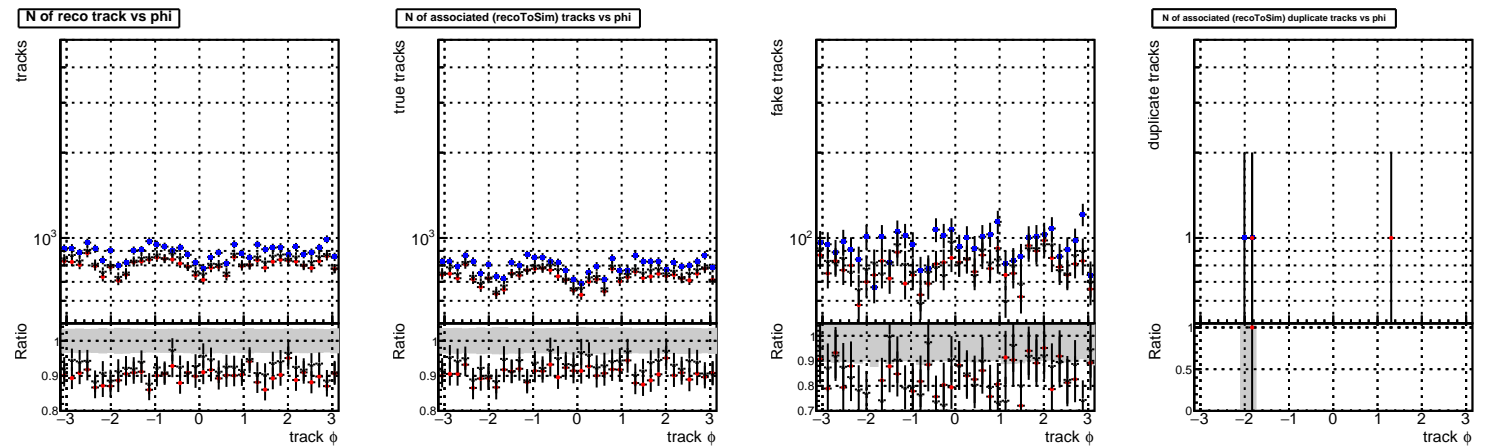 N of reco track vs phi
tracks
10³
Ratio
1
0.9
0.8
−3 −2 −1 0 1 2 3
track ϕ
N of associated (recoToSim) tracks vs phi
true tracks
10³
Ratio
1
0.9
0.8
−3 −2 −1 0 1 2 3
track ϕ
fake tracks
10²
Ratio
1
0.9
0.8
0.7
−3 −2 −1 0 1 2 3
track ϕ
N of associated (recoToSim) duplicate tracks vs phi
duplicate tracks
1
Ratio
1
0.5
0
−3 −2 −1 0 1 2 3
track ϕ